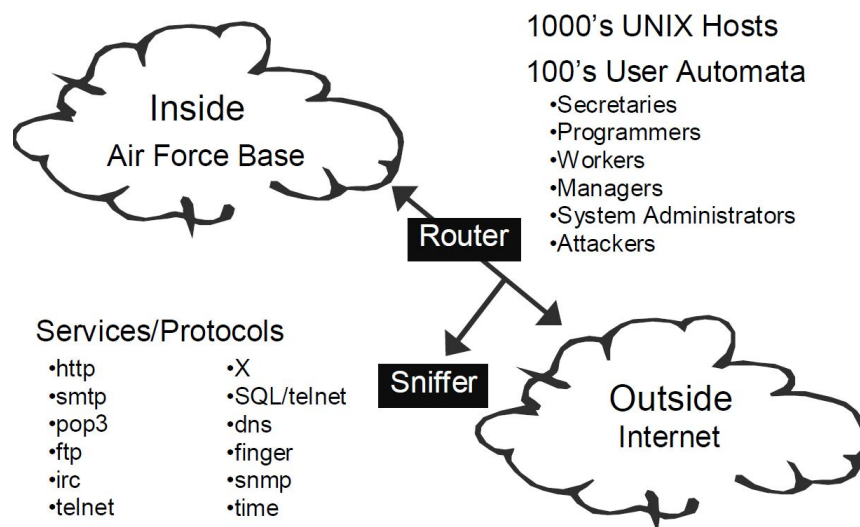 1000's UNIX Hosts
100's User Automata
•Secretaries
•Programmers
•Workers
•Managers
•System Administrators
•Attackers
Inside
Air Force Base
Router
Sniffer
Outside
Internet
Services/Protocols
•http
•smtp
•pop3
•ftp
•irc
•telnet
•X
•SQL/telnet
•dns
•finger
•snmp
•time